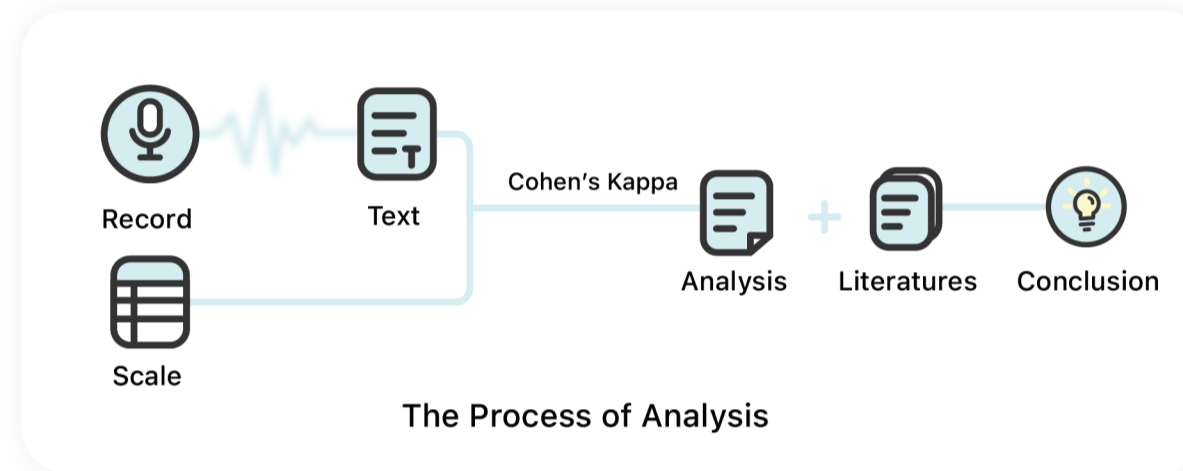 Record
Text
Scale
Cohen's Kappa
Analysis
Literatures
Conclusion
The Process of Analysis